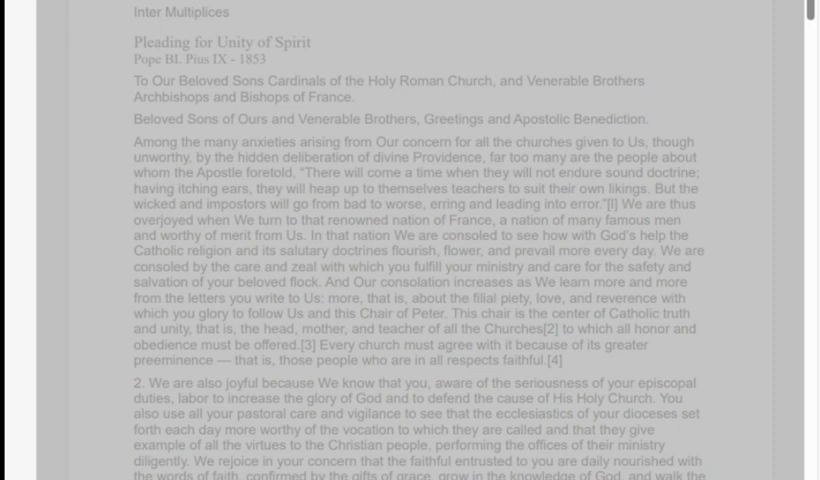 Inter Multiplices
Pleading for Unity of Spirit
Pope BI. Pius IX - 1853
To Our Beloved Sons Cardinals of the Holy Roman Church, and Venerable Brothers
Archbishops and Bishops of France.
Beloved Sons of Ours and Venerable Brothers, Greetings and Apostolic Benediction.
Among the many anxieties arising from Our concern for all the churches given to Us, though
unworthy, by the hidden deliberation of divine Providence, far too many are the people about
whom the Apostle foretold, "There will come a time when they will not endure sound doctrine;
having itching ears, they will heap up to themselves teachers to suit their own likings. But the
wicked and impostors will go from bad to worse, erring and leading into error."[l] We are thus
overjoyed when We turn to that renowned nation of France, a nation of many famous men
and worthy of merit from Us. In that nation We are consoled to see how with God's help the
Catholic religion and its salutary doctrines flourish, flower, and prevail more every day. We are
consoled by the care and zeal with which you fulfill your ministry and care for the safety and
salvation of your beloved flock. And Our consolation increases as We learn more and more
from the letters you write to Us: more, that is, about the filial piety, love, and reverence with
which you glory to follow Us and this Chair of Peter. This chair is the center of Catholic truth
and unity, that is, the head, mother, and teacher of all the Churches[2] to which all honor and
obedience must be offered.[3] Every church must agree with it because of its greater
preeminence — that is, those people who are in all respects faithful.[4]
2. We are also joyful because We know that you, aware of the seriousness of your episcopal
duties, labor to increase the glory of God and to defend the cause of His Holy Church. You
also use all your pastoral care and vigilance to see that the ecclesiastics of your dioceses set
forth each day more worthy of the vocation to which they are called and that they give
example of all the virtues to the Christian people, performing the offices of their ministry
diligently. We rejoice in your concern that the faithful entrusted to you are daily nourished with
the words of faith, confirmed by the gifts of grace, grow in the knowledge of God, and walk the